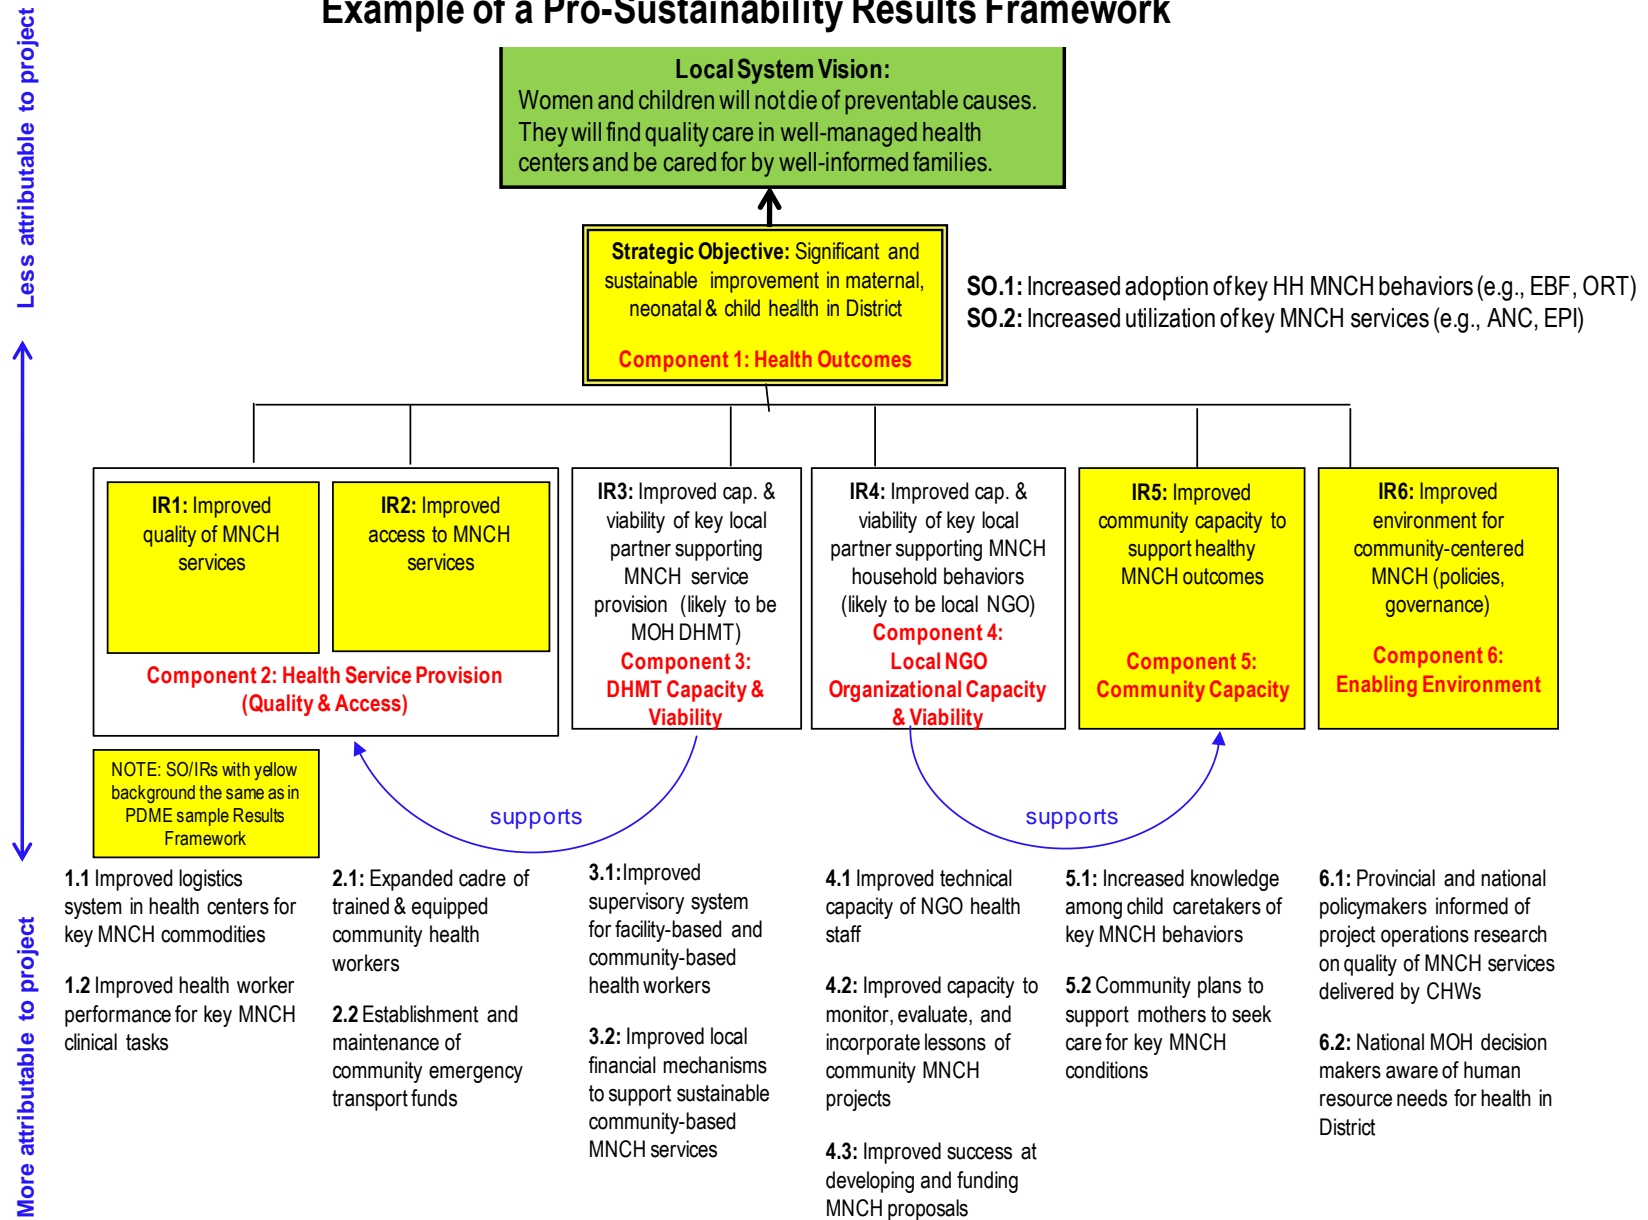 Example of a Pro-Sustainability Results Framework
Less attributable to project
More attributable to project
Local System Vision:
Women and children will not die of preventable causes.
They will find quality care in well-managed health
centers and be cared for by well-informed families.
Strategic Objective: Significant and
sustainable improvement in maternal,
neonatal & child health in District
Component 1: Health Outcomes
SO.1: Increased adoption of key HH MNCH behaviors (e.g., EBF, ORT)
SO.2: Increased utilization of key MNCH services (e.g., ANC, EPI)
IR1: Improved
quality of MNCH
services
IR2: Improved
access to MNCH
services
Component 2: Health Service Provision
(Quality & Access)
IR3: Improved cap. &
viability of key local
partner supporting
MNCH service
provision (likely to be
MOH DHMT)
Component 3:
DHMT Capacity &
Viability
IR4: Improved cap. &
viability of key local
partner supporting MNCH
household behaviors
(likely to be local NGO)
Component 4:
Local NGO
Organizational Capacity
& Viability
IR5: Improved
community capacity to
support healthy
MNCH outcomes
Component 5:
Community Capacity
IR6: Improved
environment for
community-centered
MNCH (policies,
governance)
Component 6:
Enabling Environment
NOTE: SO/IRs with yellow
background the same as in
PDME sample Results
Framework
supports
supports
1.1 Improved logistics
system in health centers for
key MNCH commodities
1.2 Improved health worker
performance for key MNCH
clinical tasks
2.1: Expanded cadre of
trained & equipped
community health
workers
2.2 Establishment and
maintenance of
community emergency
transport funds
3.1: Improved
supervisory system
for facility-based and
community-based
health workers
3.2: Improved local
financial mechanisms
to support sustainable
community-based
MNCH services
4.1 Improved technical
capacity of NGO health
staff
4.2: Improved capacity to
monitor, evaluate, and
incorporate lessons of
community MNCH
projects
4.3: Improved success at
developing and funding
MNCH proposals
5.1: Increased knowledge
among child caretakers of
key MNCH behaviors
5.2 Community plans to
support mothers to seek
care for key MNCH
conditions
6.1: Provincial and national
policymakers informed of
project operations research
on quality of MNCH services
delivered by CHWs
6.2: National MOH decision
makers aware of human
resource needs for health in
District